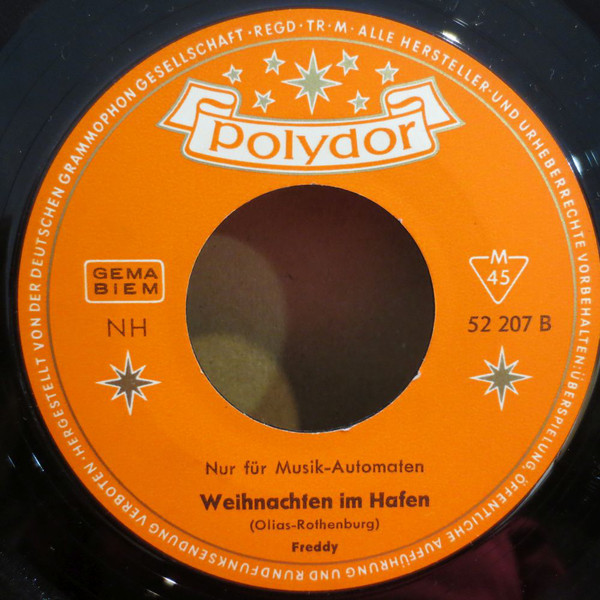 HERGESTELLT VON DER DEUTSCHEN GRAMMOPHON GESELLSCHAFT · REGD · TR · M · ALLE HERSTELLER- UND URHEBERRECHTE VORBEHALTEN: ÜBERSPIELUNG, ÖFFENTLICHE AUFFÜHRUNG UND RUNDFUNKSENDUNG VERBOTEN ·
Polydor
GEMA
BIEM
NH
M
45
52 207 B
Nur für Musik-Automaten
Weihnachten im Hafen
(Olias-Rothenburg)
Freddy